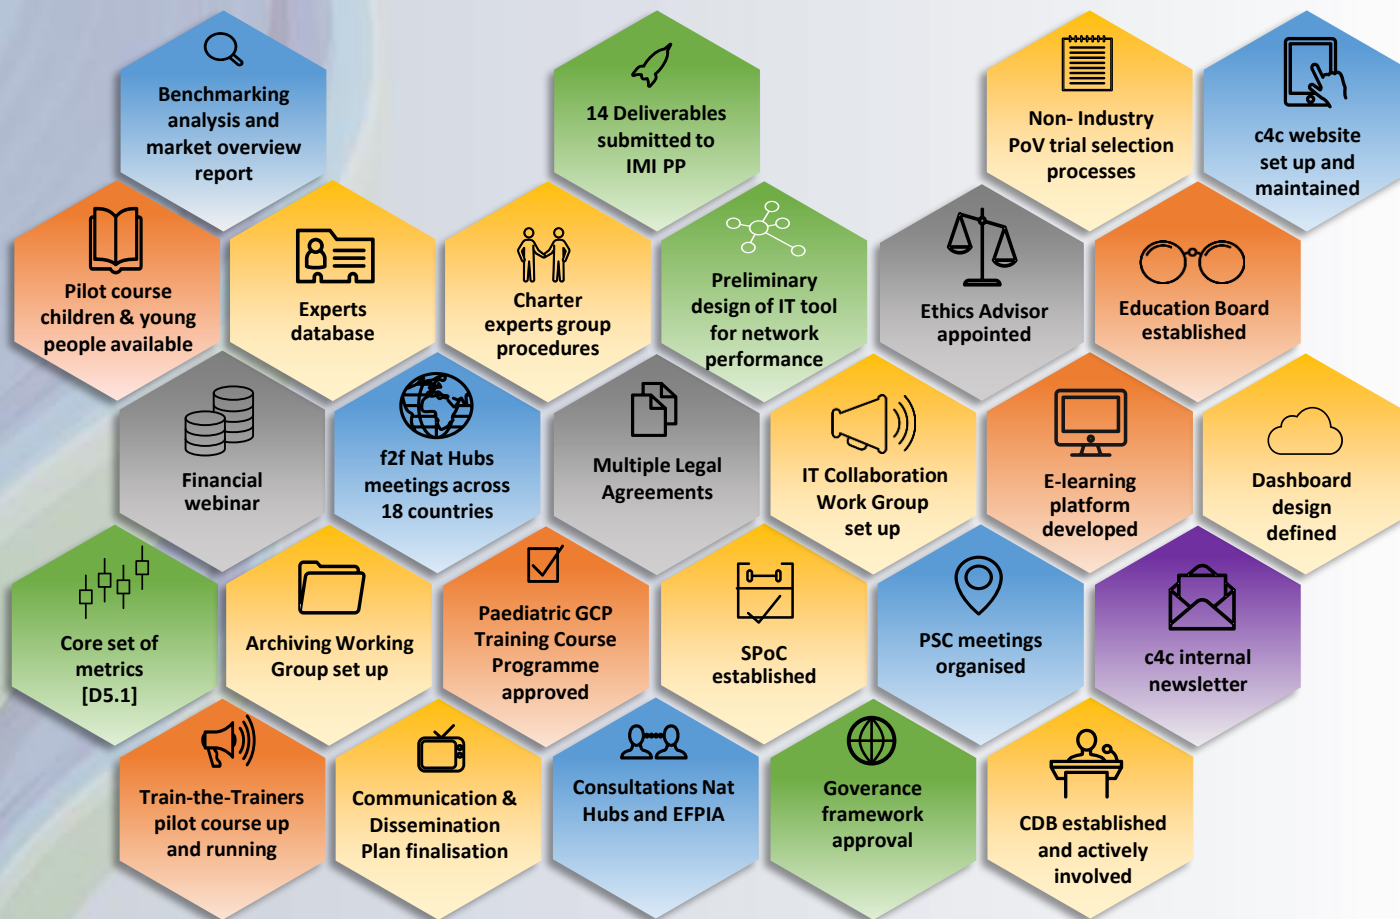 Benchmarking
analysis and
market overview
report
14 Deliverables
submitted to
IMI PP
Non- Industry
PoV trial selection
processes
c4c website
set up and
maintained
Pilot course
children & young
people available
Experts
database
Charter
experts group
procedures
Preliminary
design of IT tool
for network
performance
Ethics Advisor
appointed
Education Board
established
Financial
webinar
f2f Nat Hubs
meetings across
18 countries
Multiple Legal
Agreements
IT Collaboration
Work Group
set up
E-learning
platform
developed
Dashboard
design
defined
Core set of
metrics
[D5.1]
Archiving Working
Group set up
Paediatric GCP
Training Course
Programme
approved
SPoC
established
PSC meetings
organised
c4c internal
newsletter
Train-the-Trainers
pilot course up
and running
Communication &
Dissemination
Plan finalisation
Consultations Nat
Hubs and EFPIA
Goverance
framework
approval
CDB established
and actively
involved